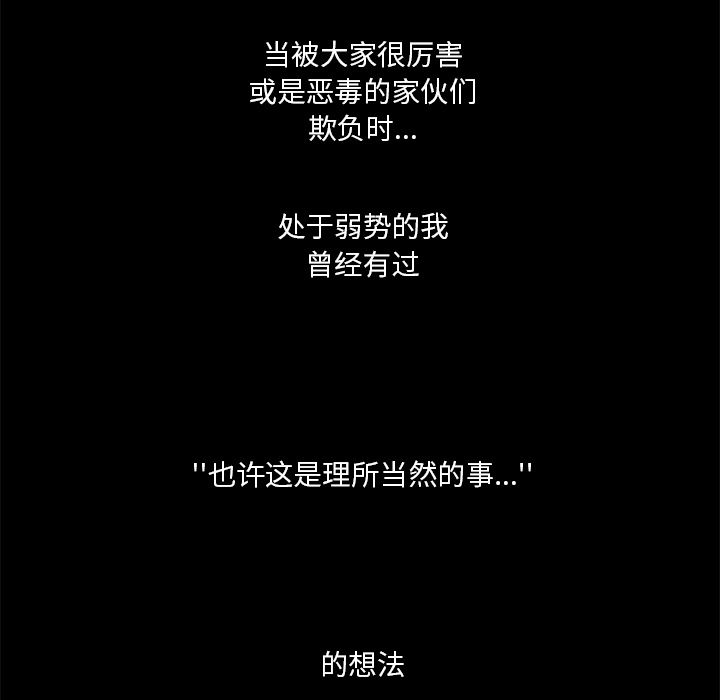 当被大家很厉害
或是恶毒的家伙们
欺负时...
处于弱势的我
曾经有过
"也许这是理所当然的事..."
的想法